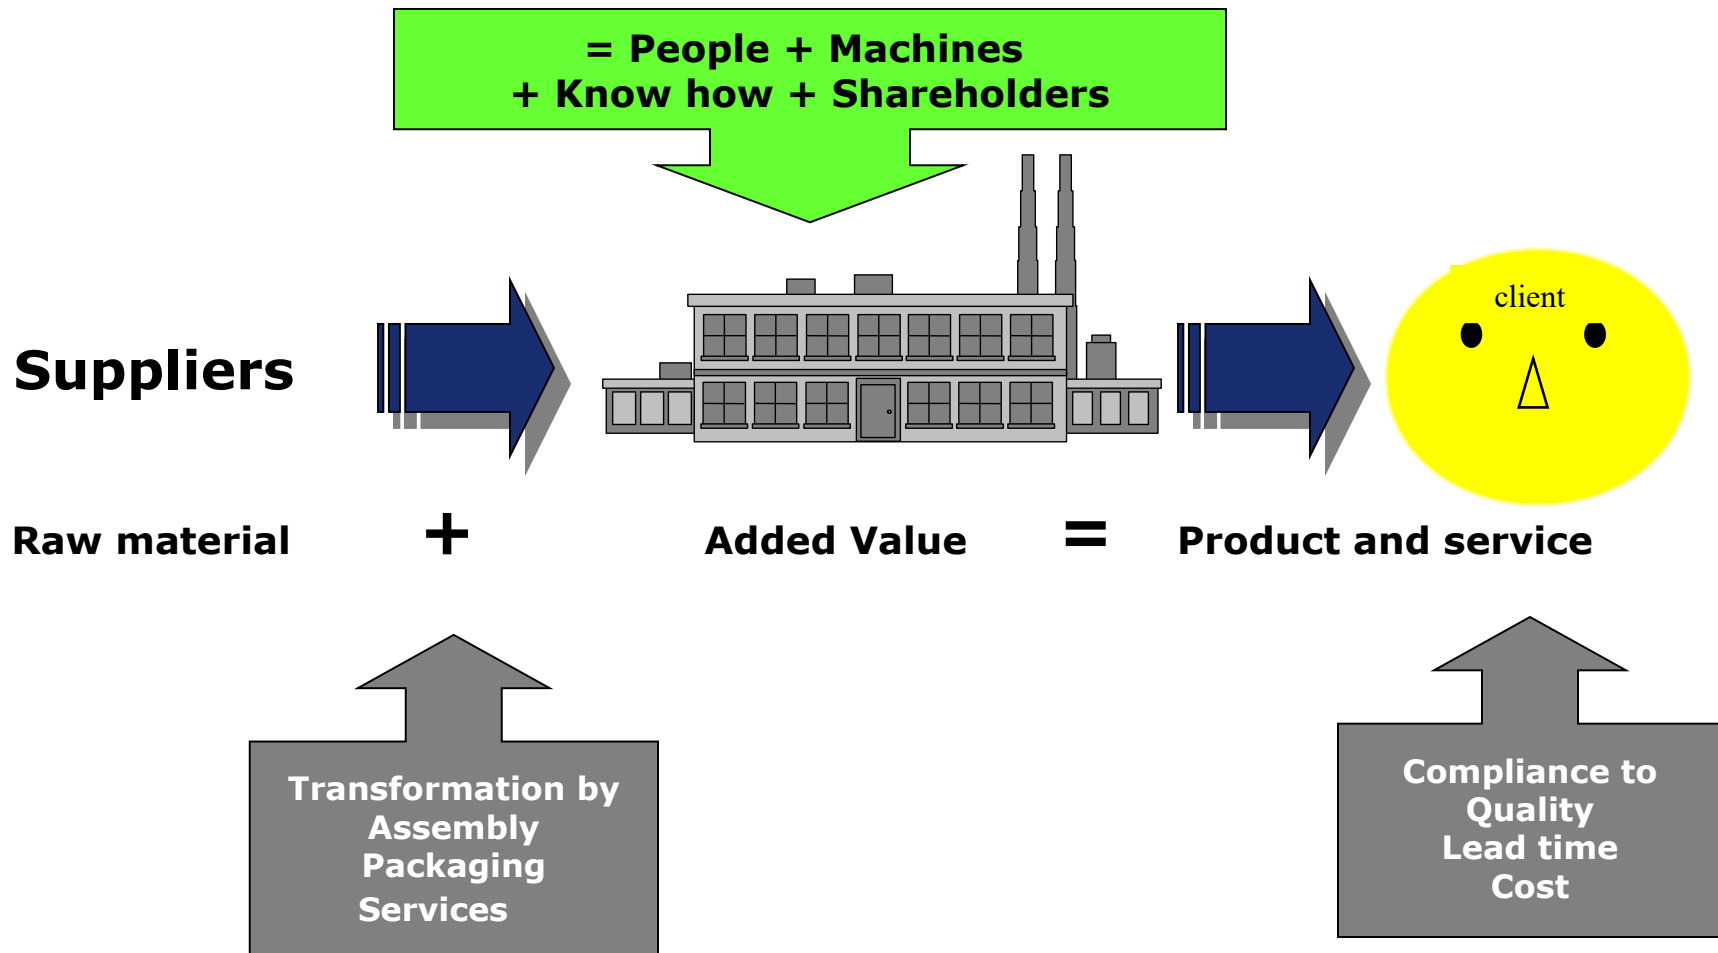 = People + Machines
+ Know how + Shareholders
client
Suppliers
Raw material + Added Value = Product and service
Transformation by
Assembly
Packaging
Services
Compliance to
Quality
Lead time
Cost